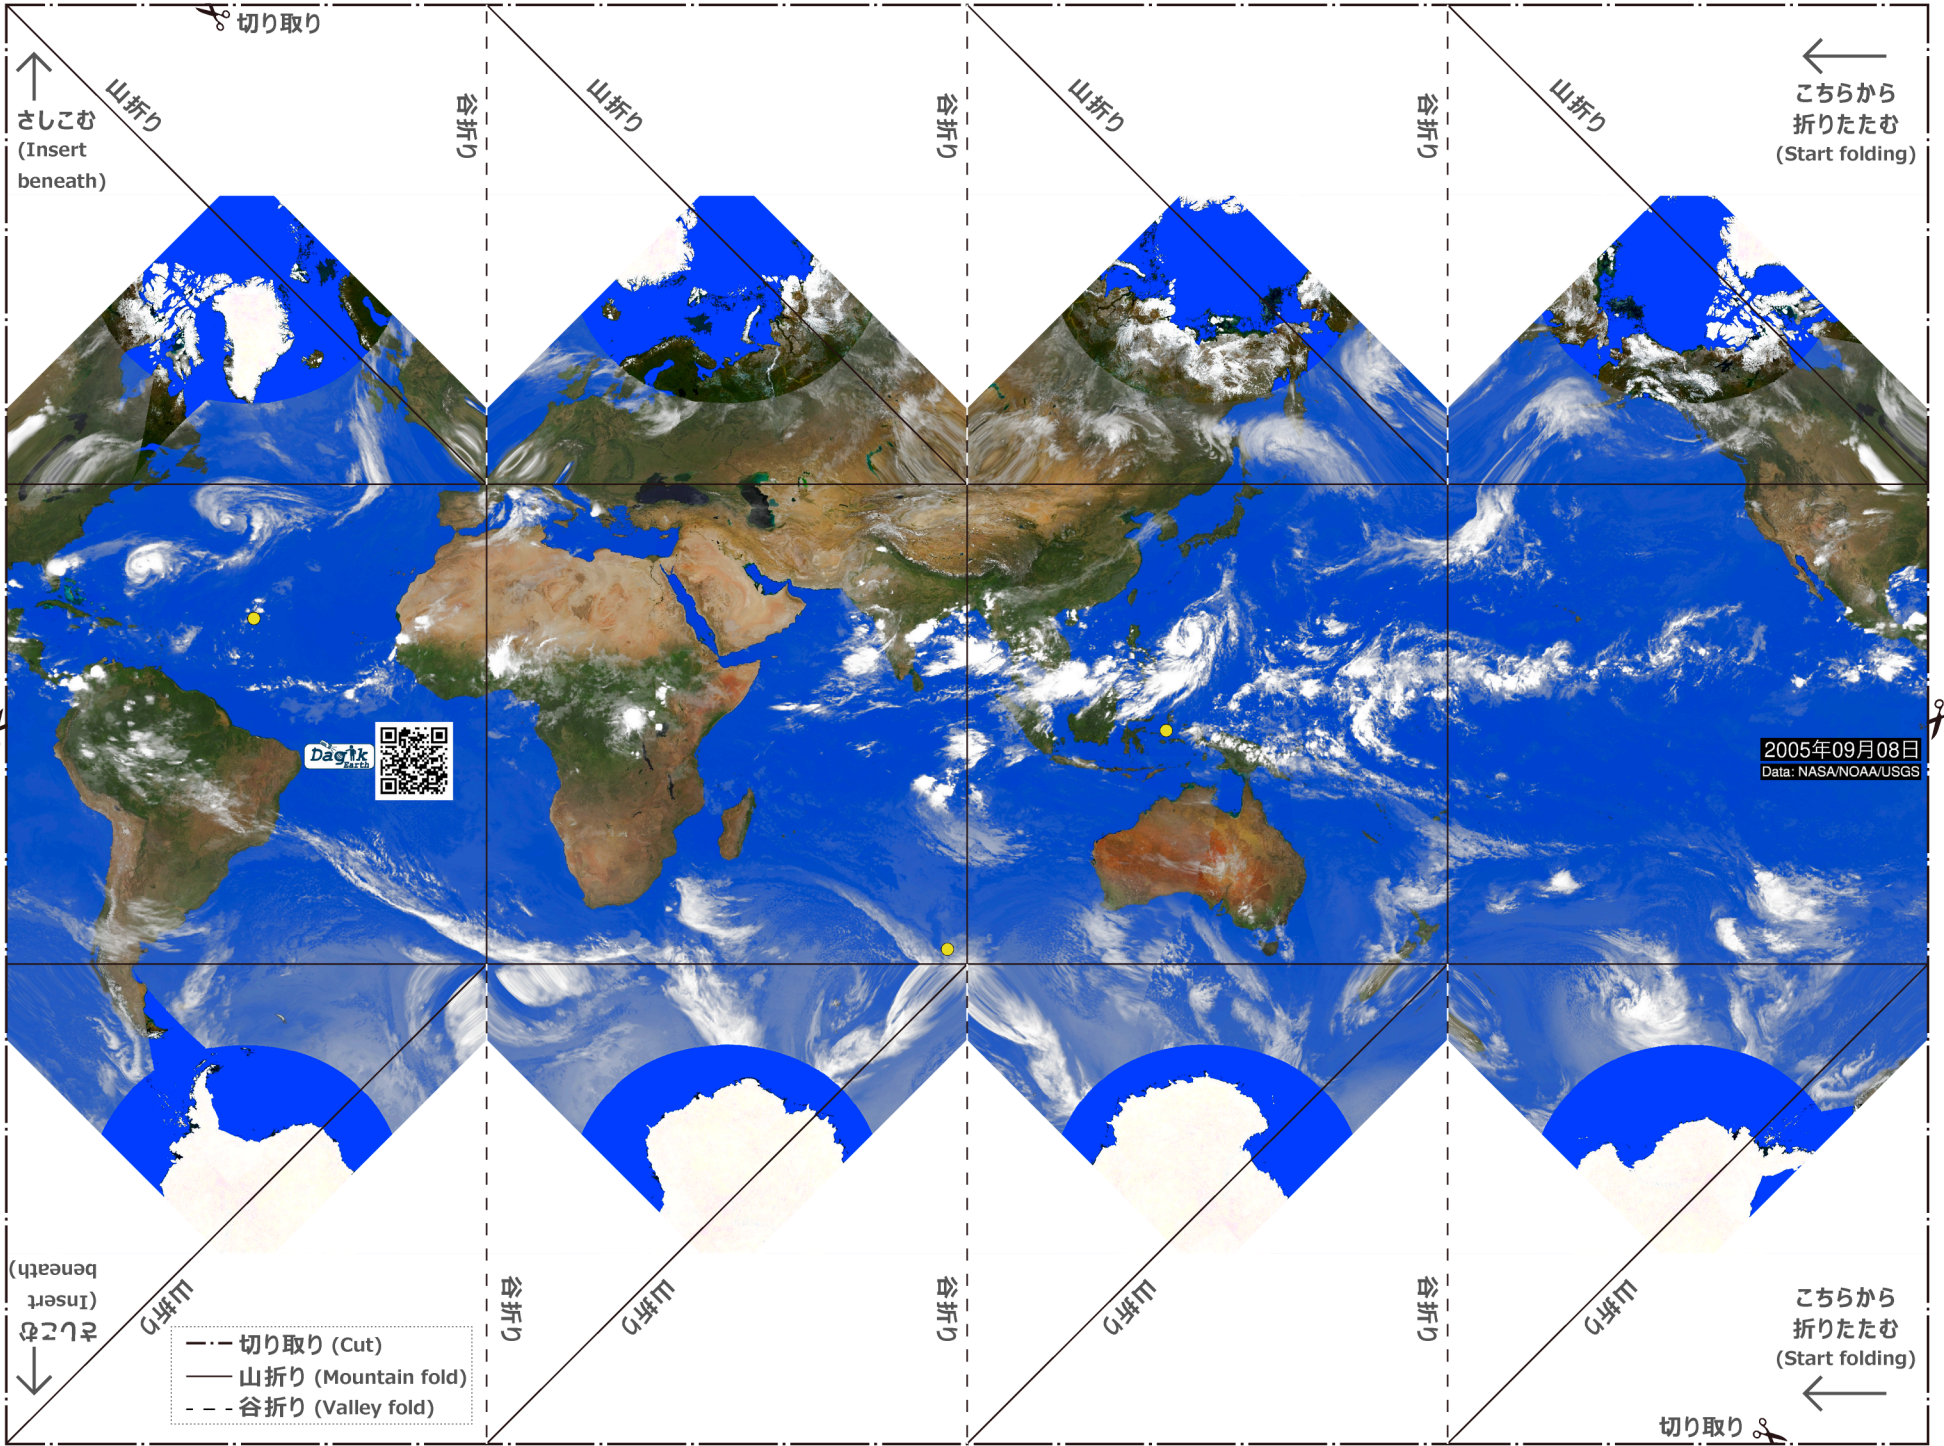 切り取り
山折り
谷折り
山折り
谷折り
山折り
谷折り
山折り
さしこむ
(Insert
beneath)
こちらから
折りたたむ
(Start folding)
Dagik
Earth
2005年09月08日
Data: NASA/NOAA/USGS
さしこむ
(Insert
beneath)
山折り
谷折り
山折り
谷折り
山折り
谷折り
山折り
こちらから
折りたたむ
(Start folding)
切り取り (Cut)
山折り (Mountain fold)
谷折り (Valley fold)
切り取り